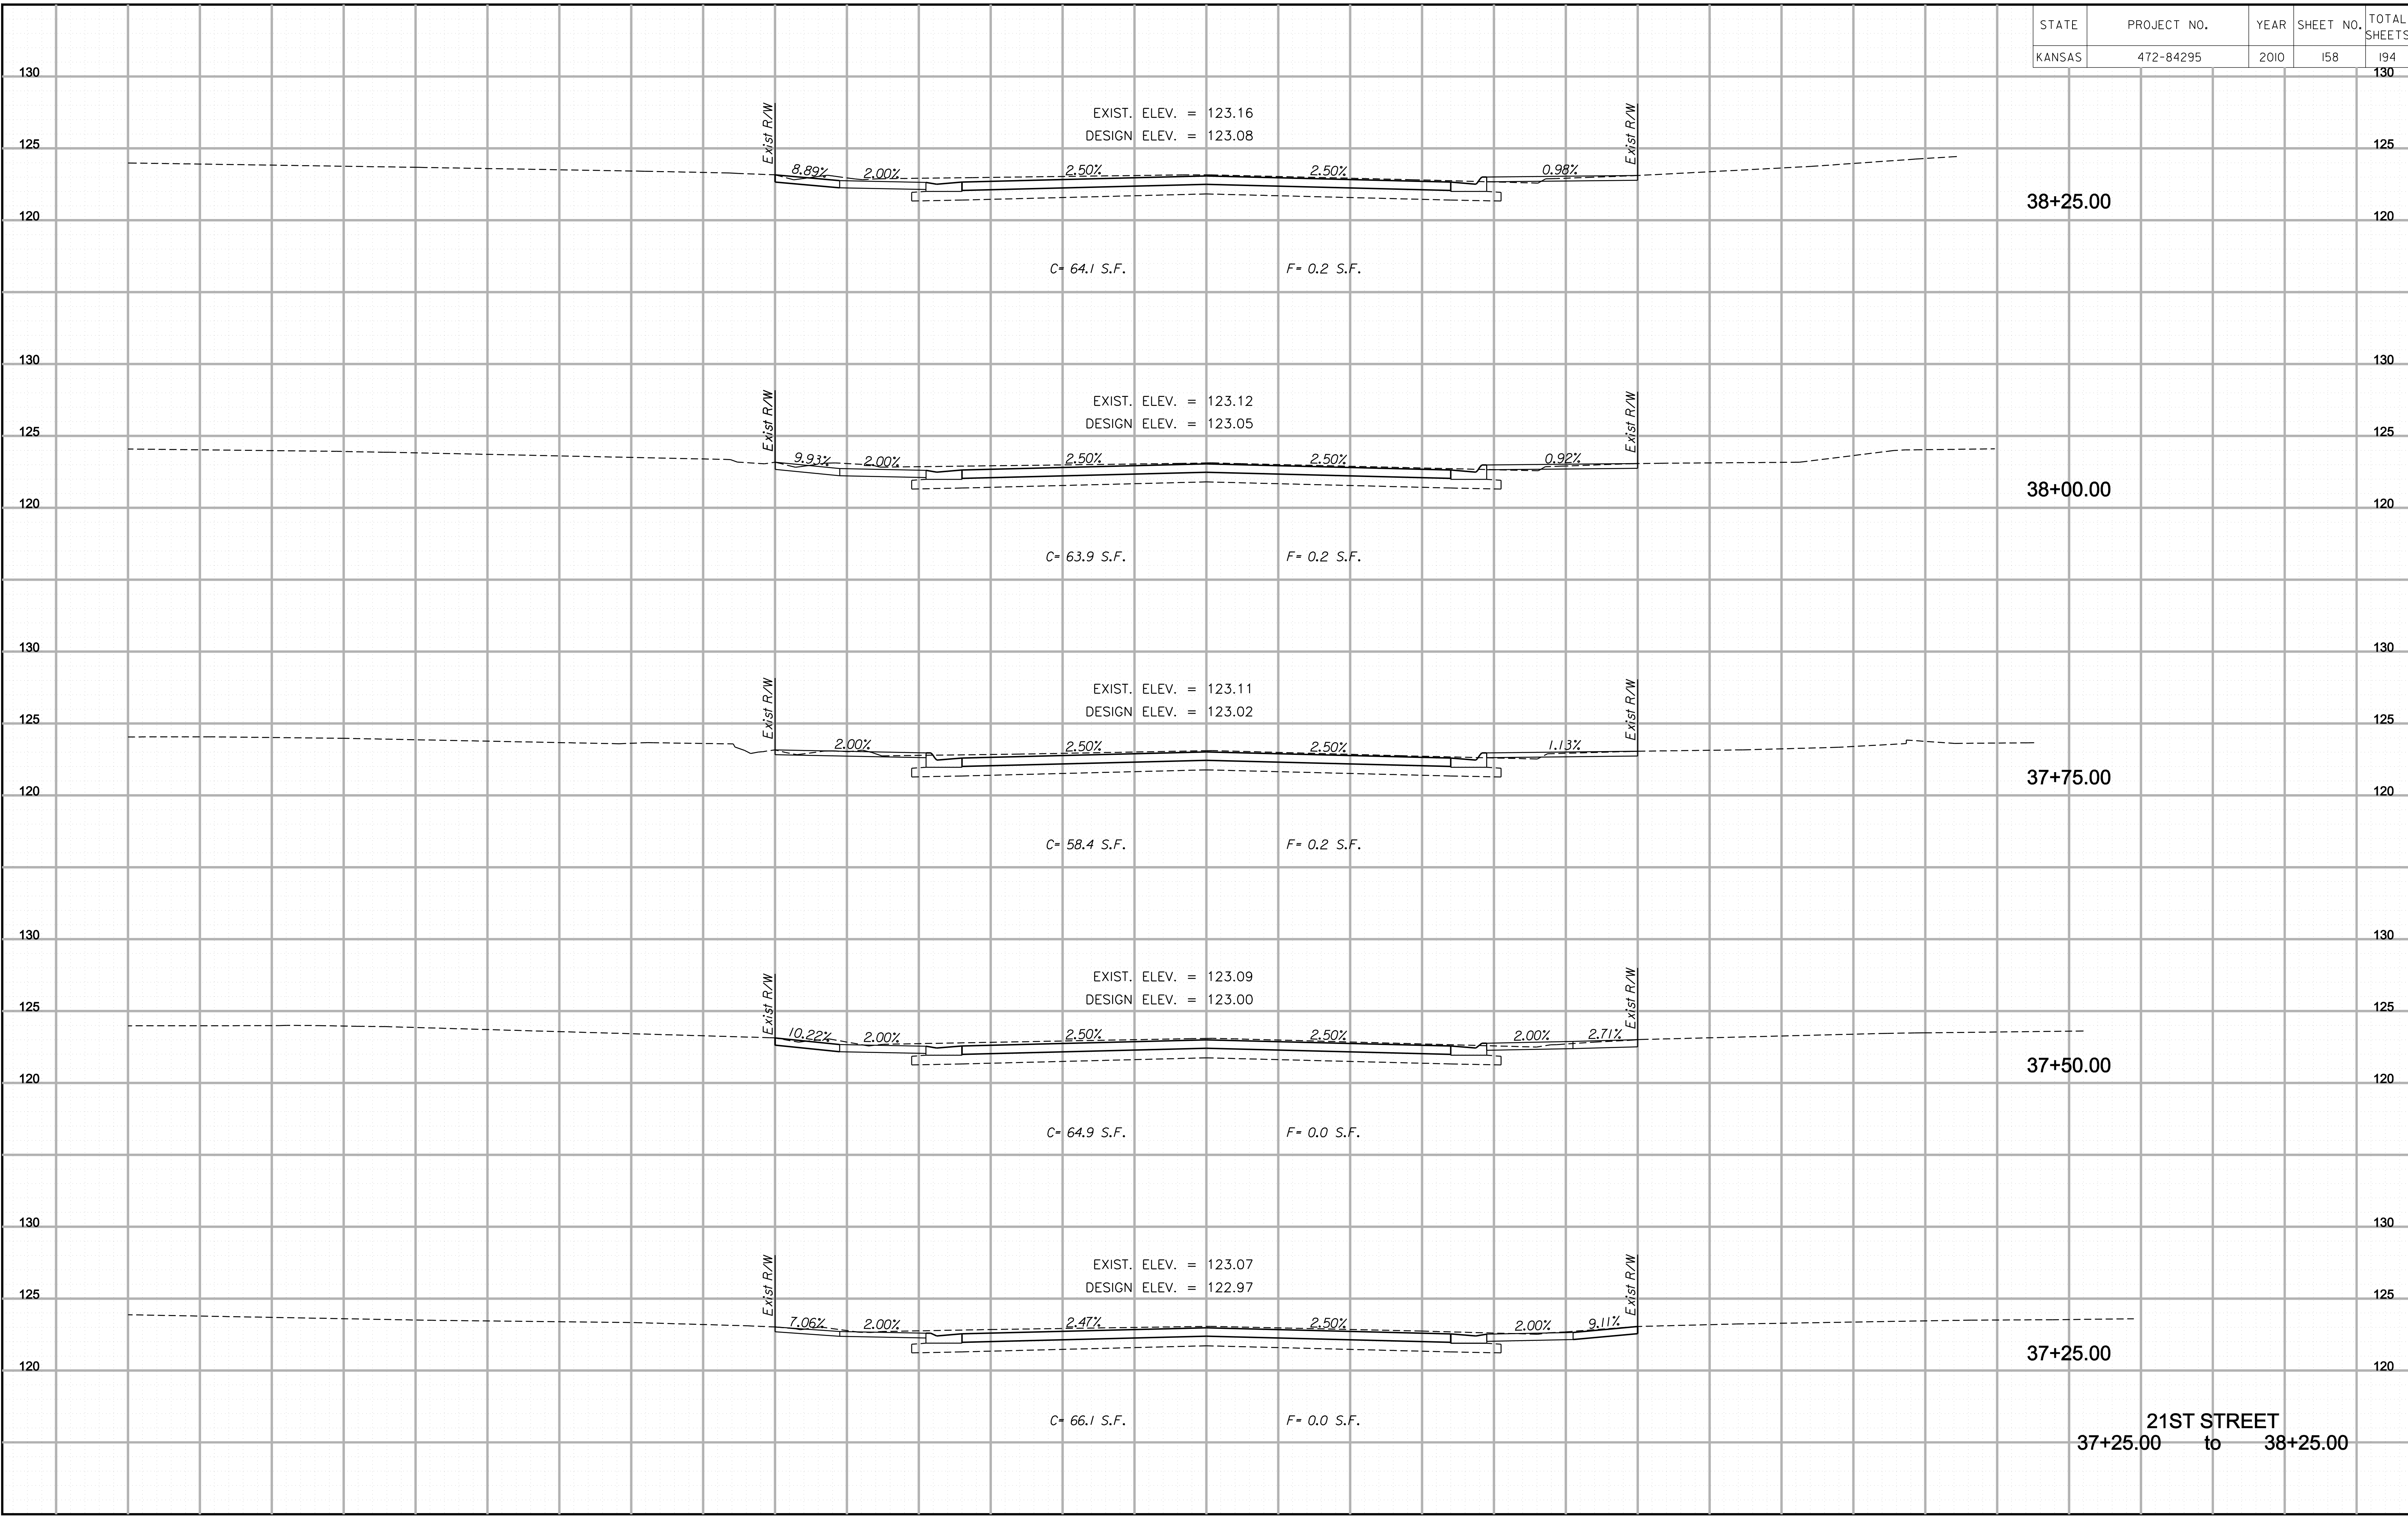 STATE PROJECT NO. YEAR SHEET NO. TOTAL SHEETS
KANSAS 472-84295 2010 158 194
130 130
Exist R/W EXIST. ELEV. = 123.16 Exist R/W
DESIGN ELEV. = 123.08
125 125
8.89% 2.00% 2.50% 2.50% 0.98%
38+25.00
120 120
C= 64.1 S.F. F= 0.2 S.F.
130 130
Exist R/W EXIST. ELEV. = 123.12 Exist R/W
DESIGN ELEV. = 123.05
125 125
9.93% 2.00% 2.50% 2.50% 0.92%
38+00.00
120 120
C= 63.9 S.F. F= 0.2 S.F.
130 130
Exist R/W EXIST. ELEV. = 123.11 Exist R/W
DESIGN ELEV. = 123.02
125 125
2.00% 2.50% 2.50% 1.13%
37+75.00
120 120
C= 58.4 S.F. F= 0.2 S.F.
130 130
Exist R/W EXIST. ELEV. = 123.09 Exist R/W
DESIGN ELEV. = 123.00
125 125
10.22% 2.00% 2.50% 2.50% 2.00% 2.71%
37+50.00
120 120
C= 64.9 S.F. F= 0.0 S.F.
130 130
Exist R/W EXIST. ELEV. = 123.07 Exist R/W
DESIGN ELEV. = 122.97
125 125
7.06% 2.00% 2.47% 2.50% 2.00% 9.11%
37+25.00
120 120
C= 66.1 S.F. F= 0.0 S.F.
21ST STREET
37+25.00 to 38+25.00